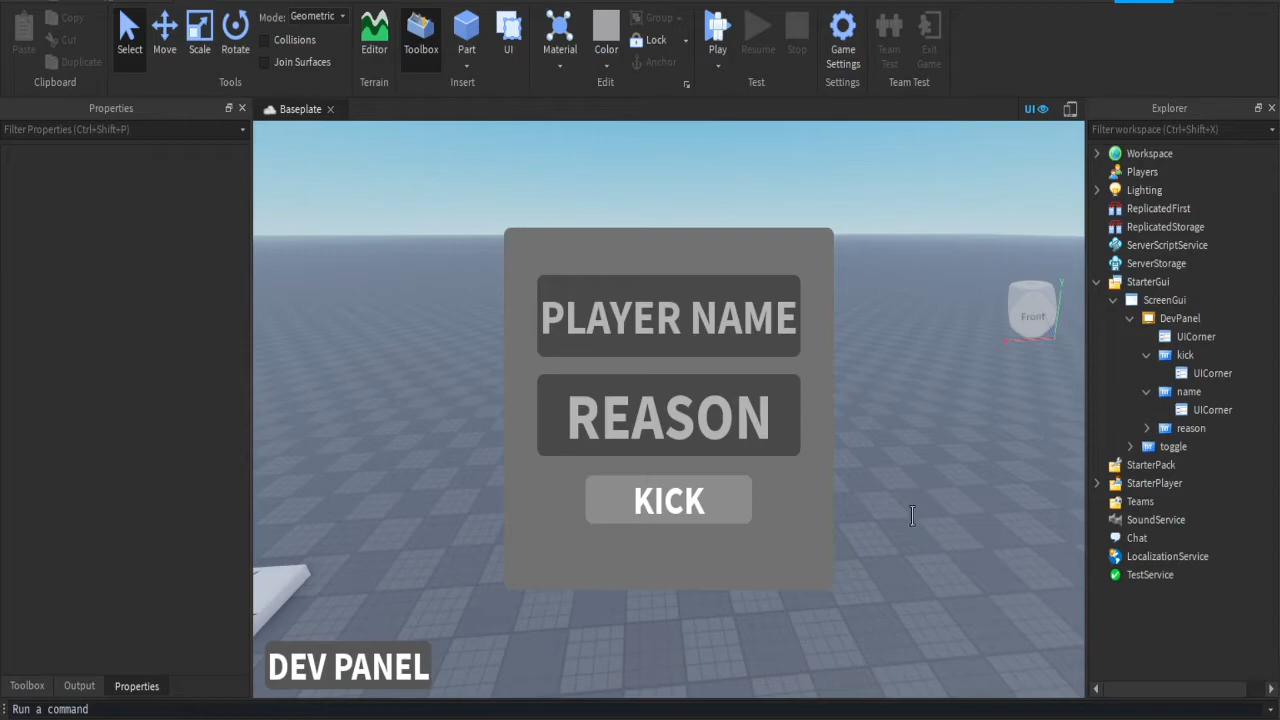 Paste
Copy
Cut
Duplicate
Clipboard
Select
Move
Scale
Rotate
Mode: Geometric
Collisions
Join Surfaces
Tools
Editor
Terrain
Toolbox
Part
UI
Insert
Material
Color
Group
Lock
Anchor
Edit
Play
Resume
Stop
Test
Game
Settings
Settings
Team
Test
Exit
Game
Team Test
Properties
Filter Properties (Ctrl+Shift+P)
Baseplate
UI
Explorer
Filter workspace (Ctrl+Shift+X)
Workspace
Players
Lighting
ReplicatedFirst
ReplicatedStorage
ServerScriptService
ServerStorage
StarterGui
ScreenGui
DevPanel
UICorner
kick
UICorner
name
UICorner
reason
toggle
StarterPack
StarterPlayer
Teams
SoundService
Chat
LocalizationService
TestService
PLAYER NAME
REASON
KICK
Front
Y
DEV PANEL
Toolbox
Output
Properties
Run a command